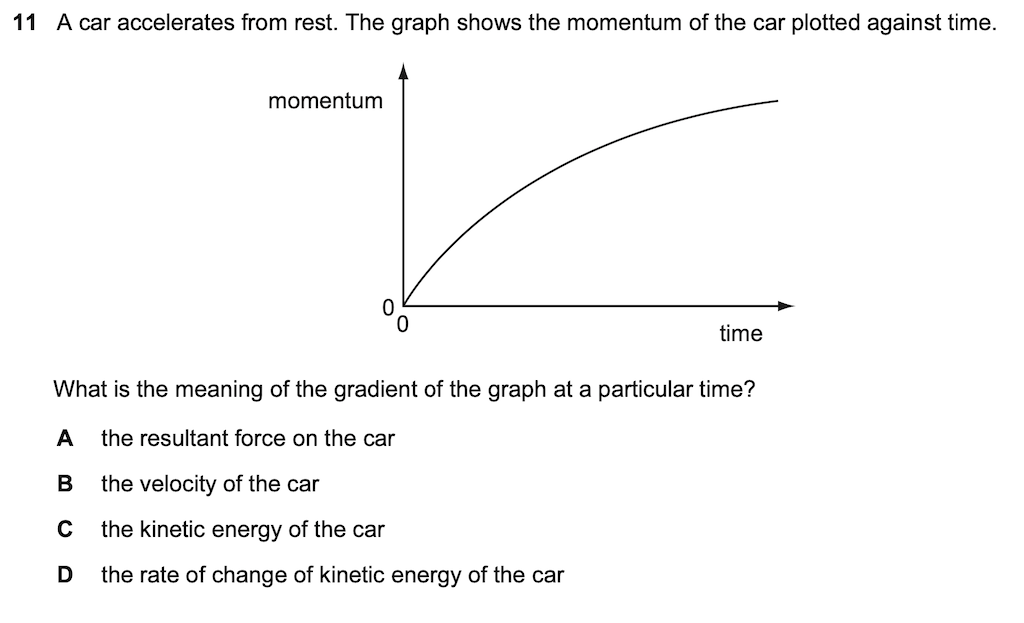 11 A car accelerates from rest. The graph shows the momentum of the car plotted against time.
momentum
0
0
time
What is the meaning of the gradient of the graph at a particular time?
A the resultant force on the car
B the velocity of the car
C the kinetic energy of the car
D the rate of change of kinetic energy of the car